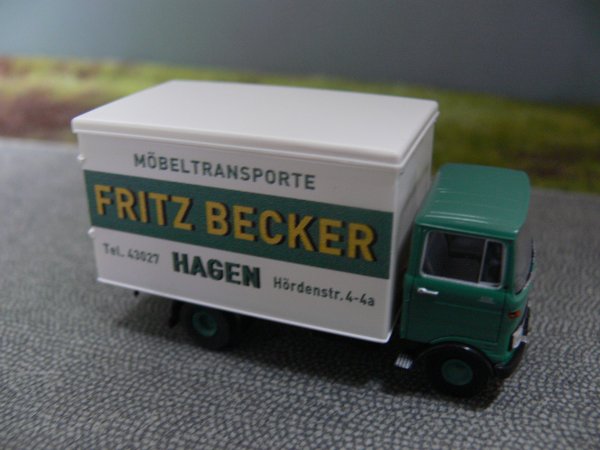 MÖBELTRANSPORTE
FRITZ BECKER
Tel. 43027 HAGEN Hördenstr. 4-4a